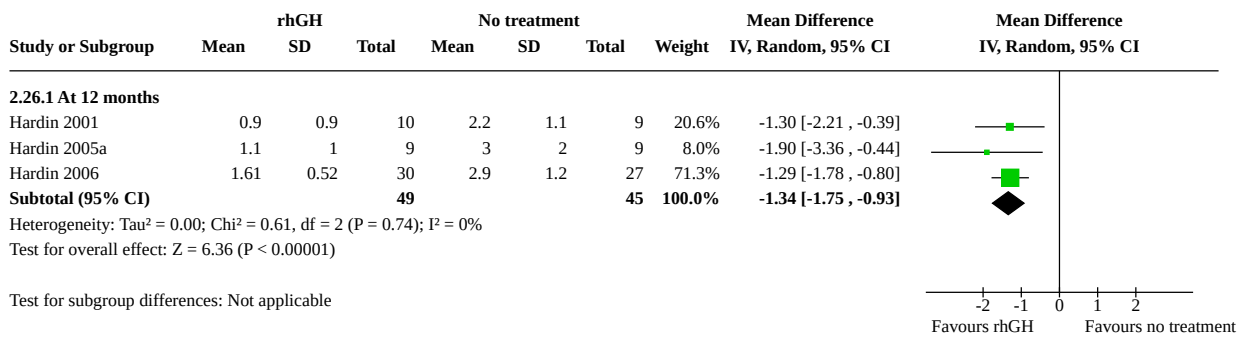 rhGH No treatment Mean Difference Mean Difference
Study or Subgroup Mean SD Total Mean SD Total Weight IV, Random, 95% CI IV, Random, 95% CI
2.26.1 At 12 months
Hardin 2001 0.9 0.9 10 2.2 1.1 9 20.6% -1.30 [-2.21 , -0.39]
Hardin 2005a 1.1 1 9 3 2 9 8.0% -1.90 [-3.36 , -0.44]
Hardin 2006 1.61 0.52 30 2.9 1.2 27 71.3% -1.29 [-1.78 , -0.80]
Subtotal (95% CI) 49 45 100.0% -1.34 [-1.75 , -0.93]
Heterogeneity: Tau² = 0.00; Chi² = 0.61, df = 2 (P = 0.74); I² = 0%
Test for overall effect: Z = 6.36 (P < 0.00001)
Test for subgroup differences: Not applicable
-2 -1 0 1 2
Favours rhGH Favours no treatment